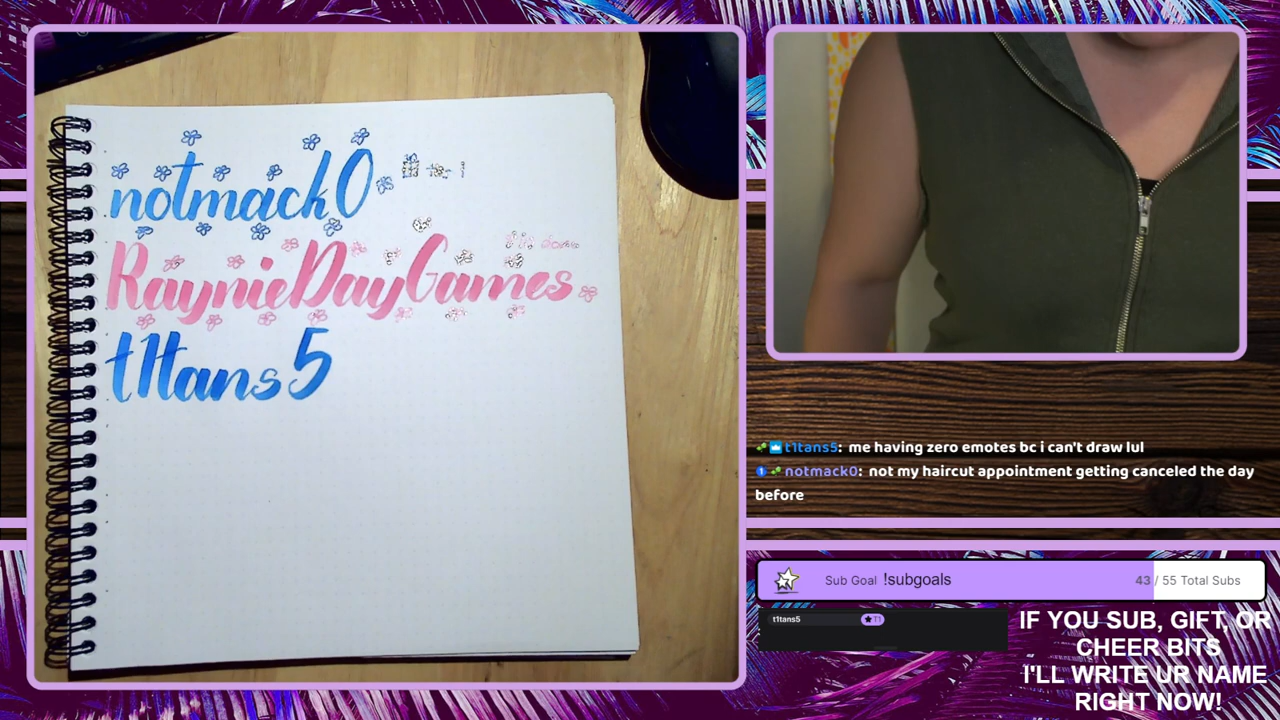 notmack0
RaynieDayGames
t1tans5
t1tans5: me having zero emotes bc i can't draw lul
notmack0: not my haircut appointment getting canceled the day
before
Sub Goal !subgoals
43 / 55 Total Subs
t1tans5 T1
IF YOU SUB, GIFT, OR
CHEER BITS
I'LL WRITE UR NAME
RIGHT NOW!